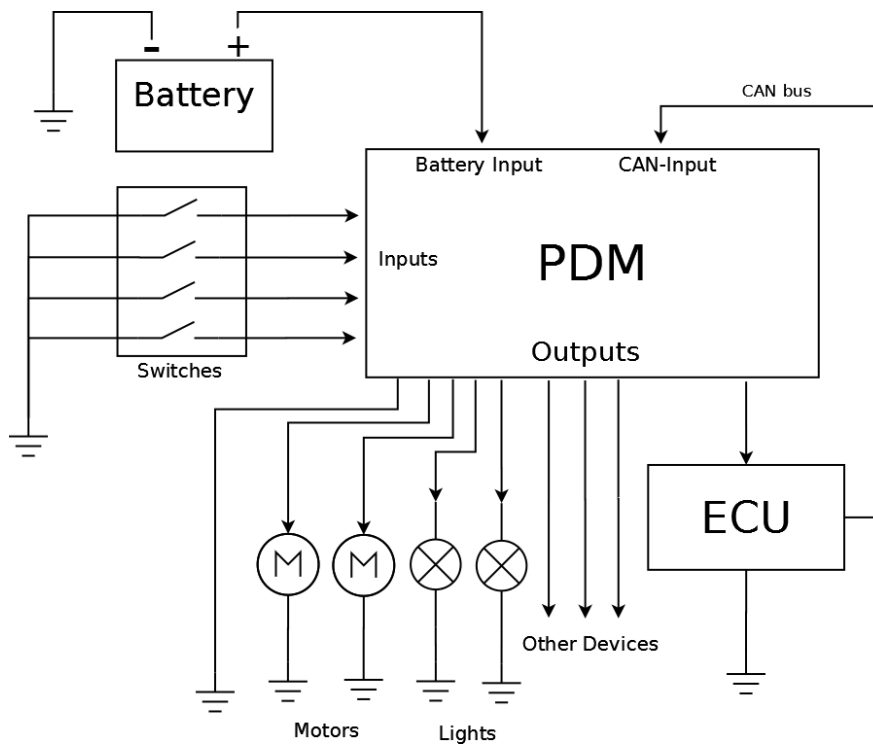 - +
Battery
CAN bus
Battery Input
CAN-Input
Inputs
PDM
Outputs
Switches
ECU
M
M
Other Devices
Motors
Lights